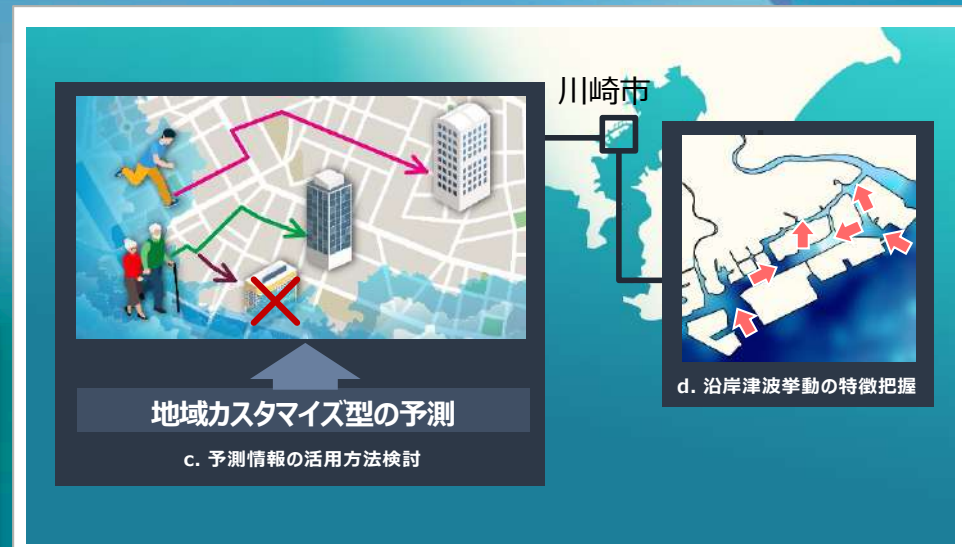 川崎市
地域カスタマイズ型の予測
c. 予測情報の活用方法検討
d. 沿岸津波挙動の特徴把握